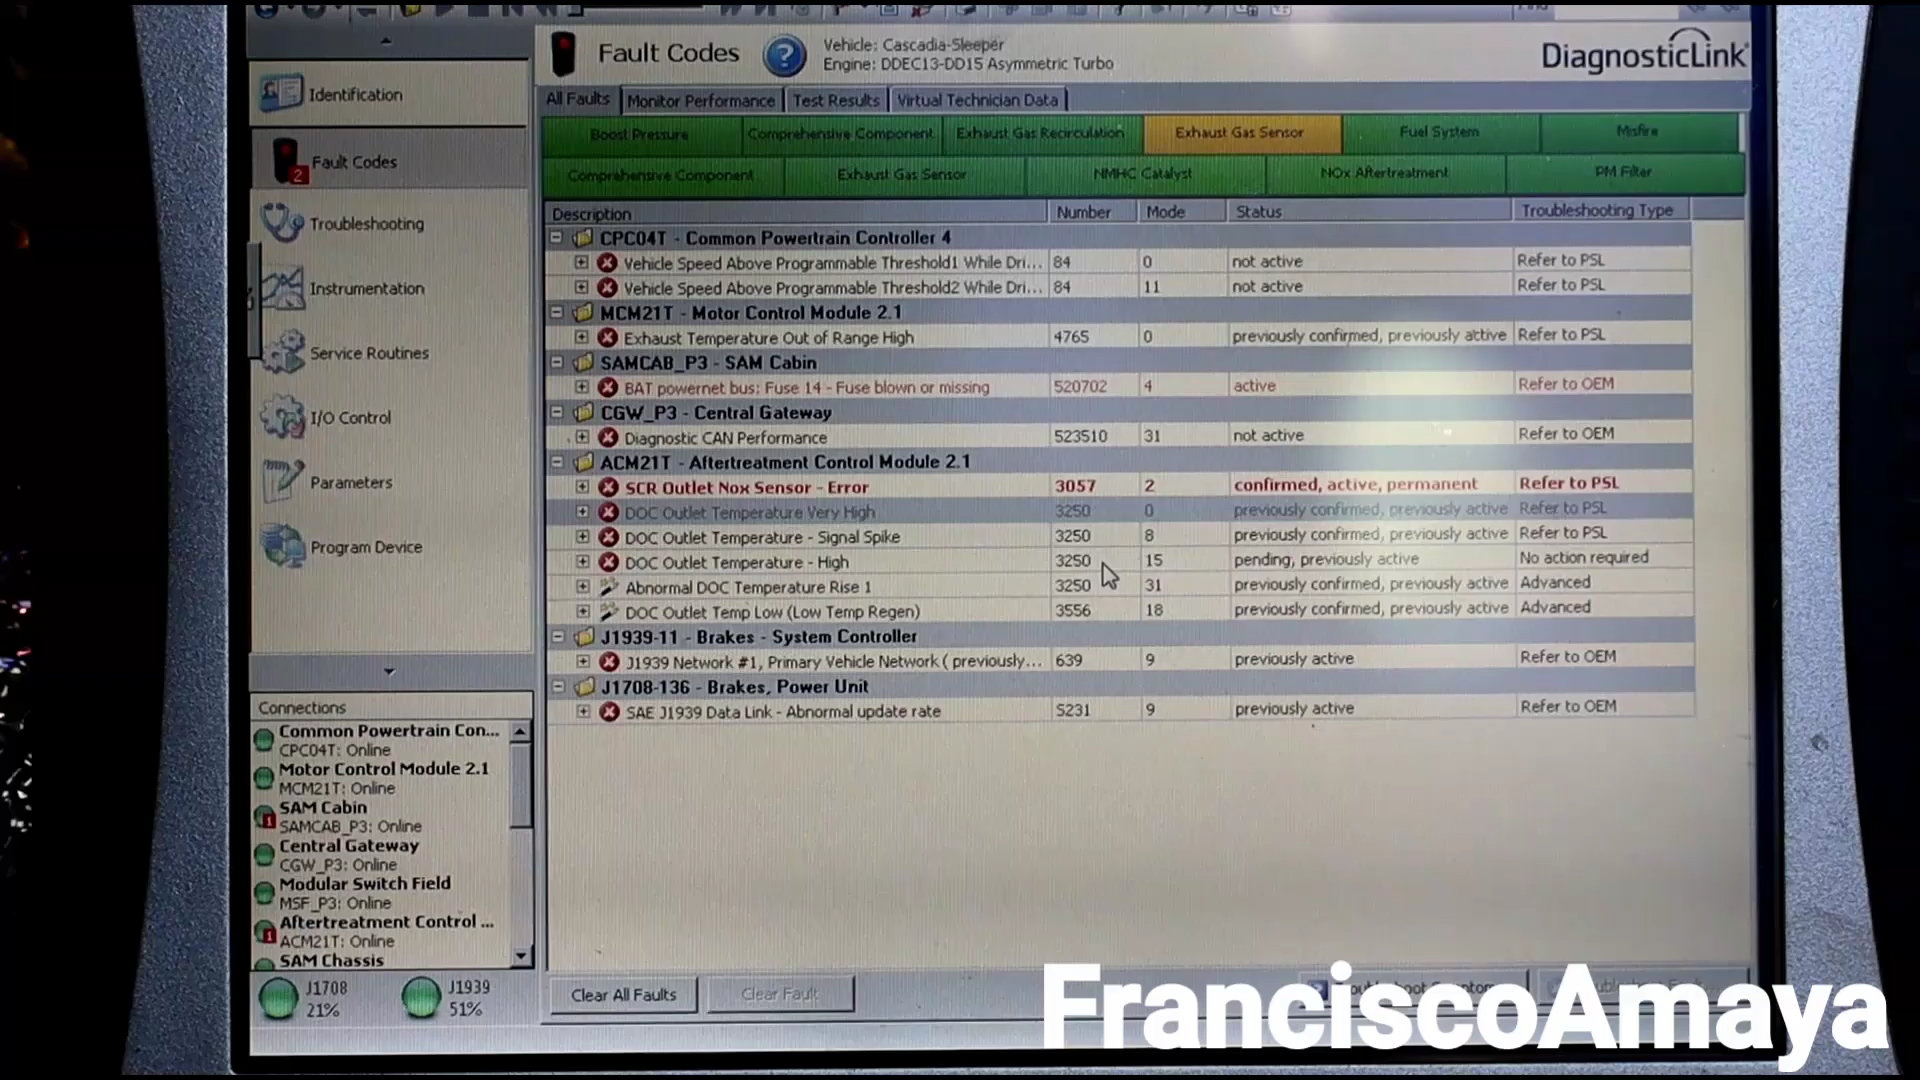 Fault Codes
Vehicle: Cascadia-Sleeper
Engine: DDEC13-DD15 Asymmetric Turbo
DiagnosticLink
Identification
Fault Codes
2
Troubleshooting
Instrumentation
Service Routines
I/O Control
Parameters
Program Device
All Faults Monitor Performance Test Results Virtual Technician Data
Boost Pressure Comprehensive Component Exhaust Gas Recirculation Exhaust Gas Sensor Fuel System Misfire
Comprehensive Component Exhaust Gas Sensor NMHC Catalyst NOx Aftertreatment PM Filter
Description Number Mode Status Troubleshooting Type
CPC04T - Common Powertrain Controller 4
Vehicle Speed Above Programmable Threshold1 While Dri... 84 0 not active Refer to PSL
Vehicle Speed Above Programmable Threshold2 While Dri... 84 11 not active Refer to PSL
MCM21T - Motor Control Module 2.1
Exhaust Temperature Out of Range High 4765 0 previously confirmed, previously active Refer to PSL
SAMCAB_P3 - SAM Cabin
BAT powernet bus: Fuse 14 - Fuse blown or missing 520702 4 active Refer to OEM
CGW_P3 - Central Gateway
Diagnostic CAN Performance 523510 31 not active Refer to OEM
ACM21T - Aftertreatment Control Module 2.1
SCR Outlet Nox Sensor - Error 3057 2 confirmed, active, permanent Refer to PSL
DOC Outlet Temperature Very High 3250 0 previously confirmed, previously active Refer to PSL
DOC Outlet Temperature - Signal Spike 3250 8 previously confirmed, previously active Refer to PSL
DOC Outlet Temperature - High 3250 15 pending, previously active No action required
Abnormal DOC Temperature Rise 1 3250 31 previously confirmed, previously active Advanced
DOC Outlet Temp Low (Low Temp Regen) 3556 18 previously confirmed, previously active Advanced
J1939-11 - Brakes - System Controller
J1939 Network #1, Primary Vehicle Network ( previously... 639 9 previously active Refer to OEM
J1708-136 - Brakes, Power Unit
SAE J1939 Data Link - Abnormal update rate S231 9 previously active Refer to OEM
Connections
Common Powertrain Con...
CPC04T: Online
Motor Control Module 2.1
MCM21T: Online
SAM Cabin
1
SAMCAB_P3: Online
Central Gateway
CGW_P3: Online
Modular Switch Field
MSF_P3: Online
Aftertreatment Control ...
1
ACM21T: Online
SAM Chassis
J1708
21%
J1939
51%
Clear All Faults Clear Fault
FranciscoAmaya